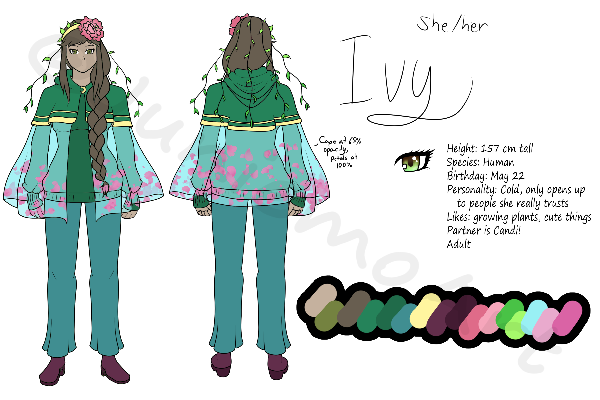 She/her
Ivy
Cape at 65%
opacity,
Petals at
100%
Height: 157 cm tall
Species: Human
Birthday: May 22
Personality: Cold, only opens up
to people she really trusts
Likes: growing plants, cute things
Partner is Candi!
Adult